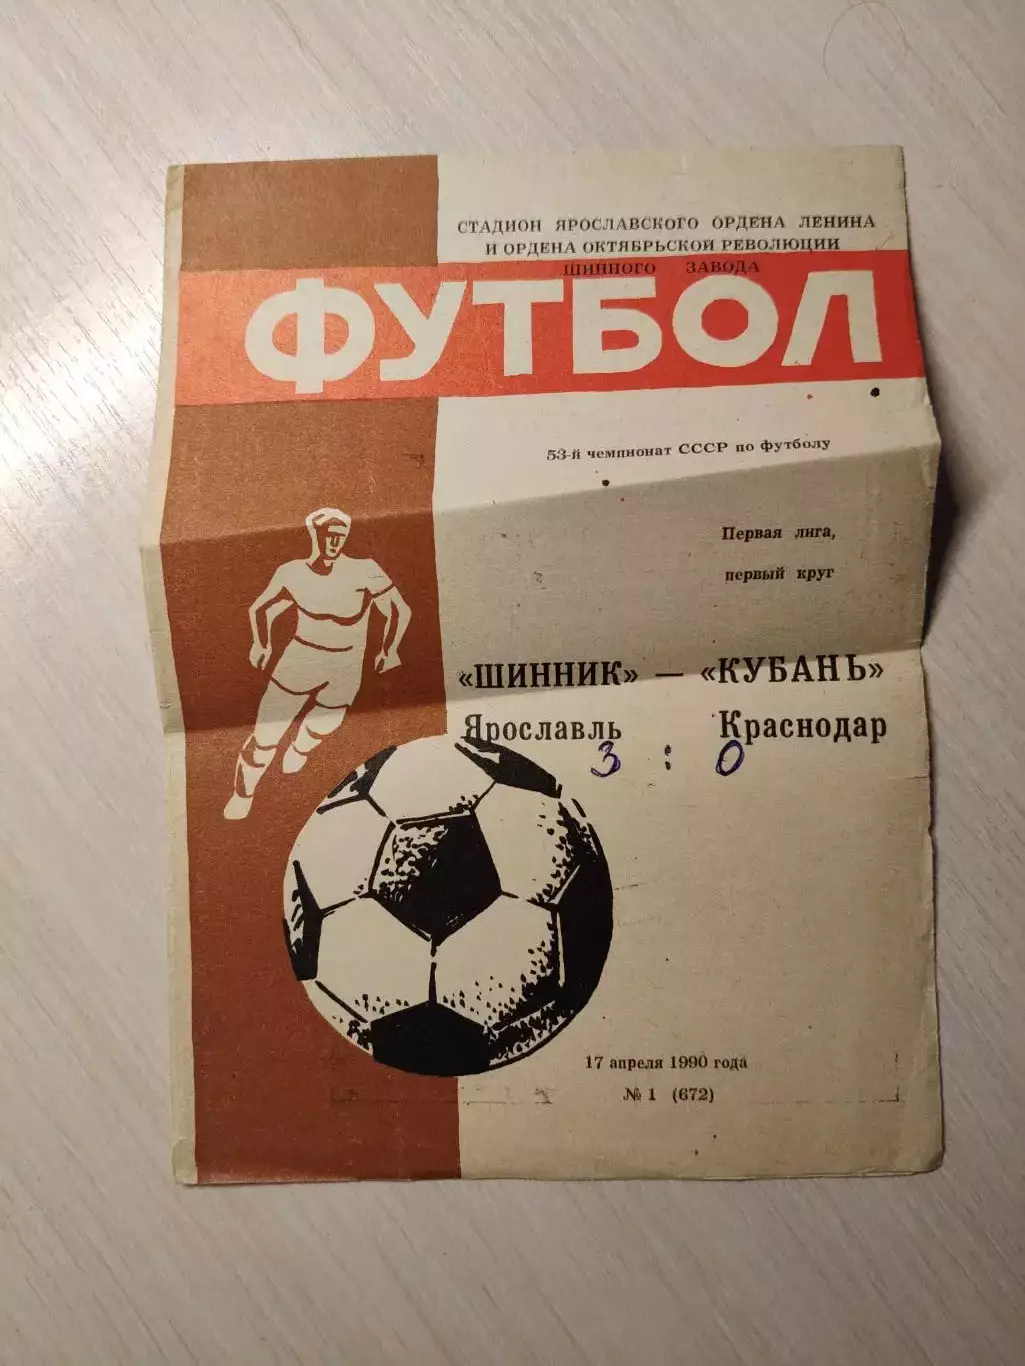 СТАДИОН ЯРОСЛАВСКОГО ОРДЕНА ЛЕНИНА
И ОРДЕНА ОКТЯБРЬСКОЙ РЕВОЛЮЦИИ
ШИННОГО ЗАВОДА
ФУТБОЛ
53-й чемпионат СССР по футболу
Первая лига,
первый круг
«ШИННИК» — «КУБАНЬ»
Ярославль Краснодар
3 : 0
17 апреля 1990 года
№ 1 (672)